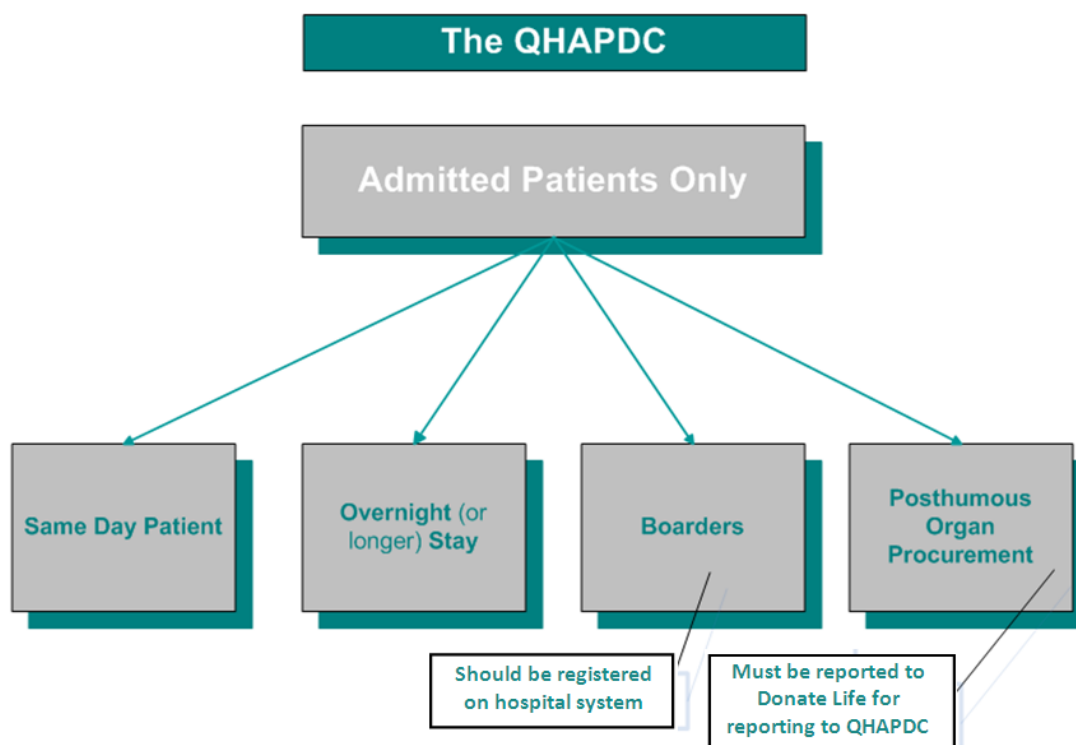 The QHAPDC
Admitted Patients Only
Same Day Patient
Overnight (or
longer) Stay
Boarders
Posthumous
Organ
Procurement
Should be registered
on hospital system
Must be reported to
Donate Life for
reporting to QHAPDC